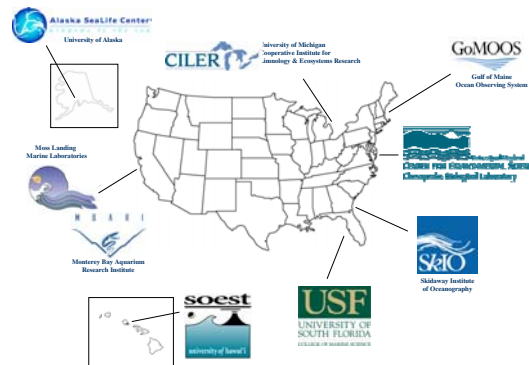 Alaska SeaLife Center
University of Alaska
CILER
University of Michigan
Cooperative Institute for
Limnology & Ecosystems Research
GoMOOS
Gulf of Maine
Ocean Observing System
Moss Landing
Marine Laboratories
CENTER FOR ENVIRONMENTAL SCIENCE
Chesapeake Biological Laboratory
MBARI
Monterey Bay Aquarium
Research Institute
SkIO
Skidaway Institute
of Oceanography
soest
university of hawai'i
USF
UNIVERSITY OF
SOUTH FLORIDA
COLLEGE OF MARINE SCIENCE